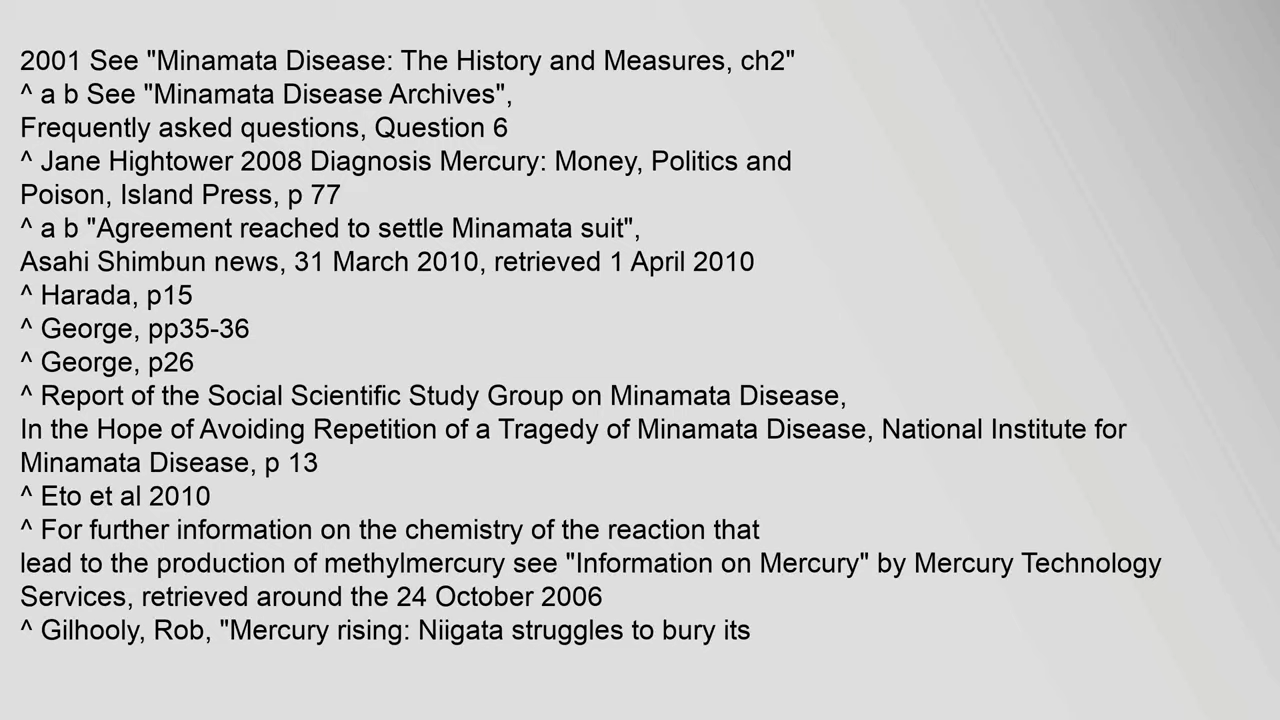 2001 See "Minamata Disease: The History and Measures, ch2"
^ a b See "Minamata Disease Archives",
Frequently asked questions, Question 6
^ Jane Hightower 2008 Diagnosis Mercury: Money, Politics and
Poison, Island Press, p 77
^ a b "Agreement reached to settle Minamata suit",
Asahi Shimbun news, 31 March 2010, retrieved 1 April 2010
^ Harada, p15
^ George, pp35-36
^ George, p26
^ Report of the Social Scientific Study Group on Minamata Disease,
In the Hope of Avoiding Repetition of a Tragedy of Minamata Disease, National Institute for
Minamata Disease, p 13
^ Eto et al 2010
^ For further information on the chemistry of the reaction that
lead to the production of methylmercury see "Information on Mercury" by Mercury Technology
Services, retrieved around the 24 October 2006
^ Gilhooly, Rob, "Mercury rising: Niigata struggles to bury its